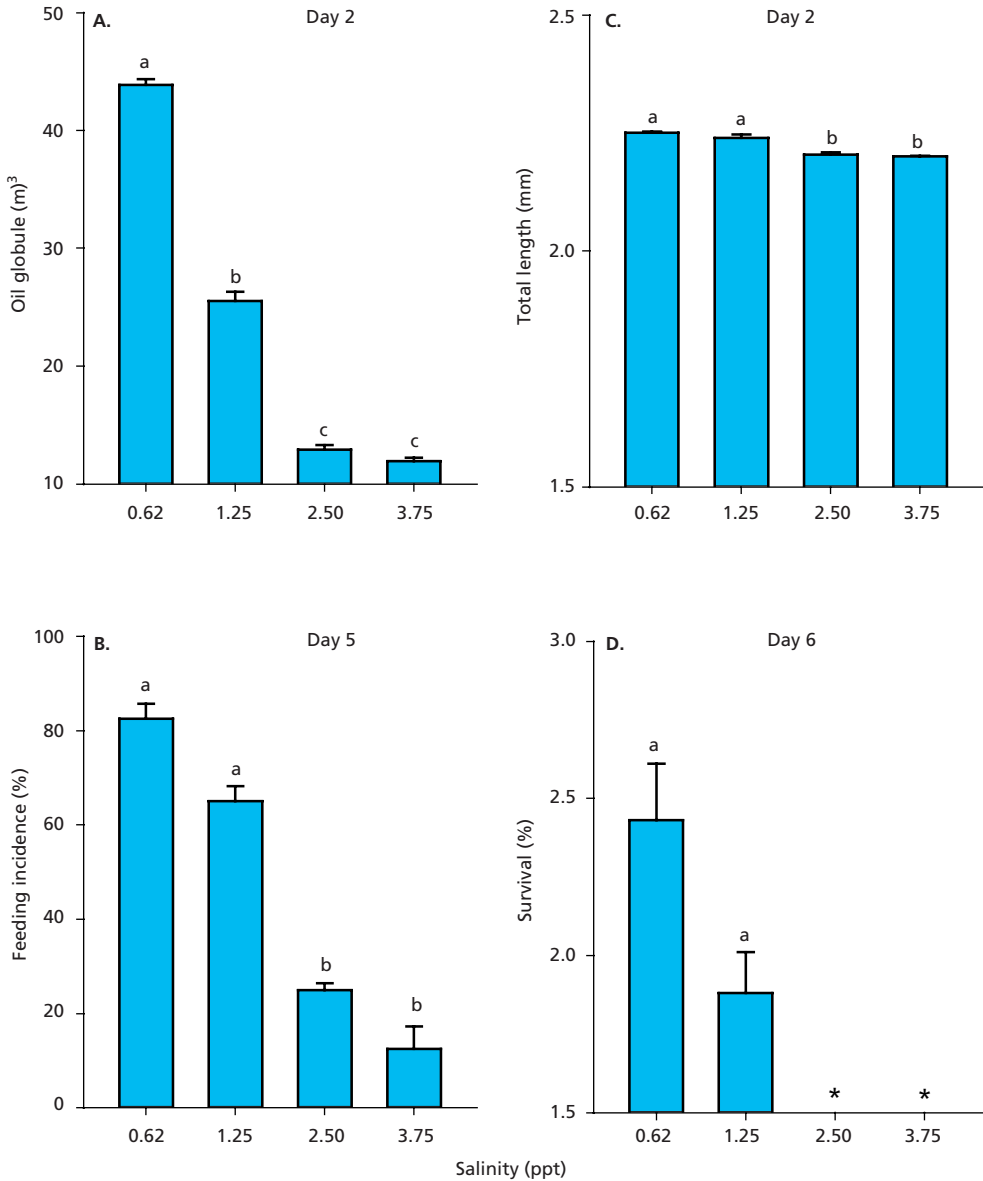 A.
Day 2
50
40
30
20
10
Oil globule (m)³
a
b
c
c
0.62 1.25 2.50 3.75
C.
Day 2
2.5
2.0
1.5
Total length (mm)
a
a
b
b
0.62 1.25 2.50 3.75
B.
Day 5
100
80
60
40
20
0
Feeding incidence (%)
a
a
b
b
0.62 1.25 2.50 3.75
D.
Day 6
3.0
2.5
2.0
1.5
Survival (%)
a
a
* *
0.62 1.25 2.50 3.75
Salinity (ppt)